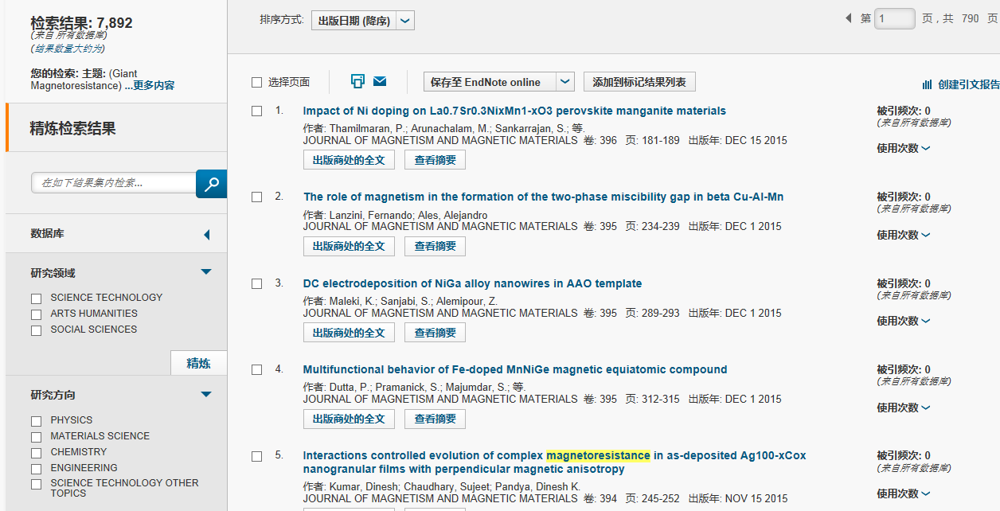 检索结果: 7,892
(来自 所有数据库)
(结果数量大约为)
您的检索: 主题: (Giant
Magnetoresistance) ...更多内容
精炼检索结果
在如下结果集内检索...
数据库
研究领域
SCIENCE TECHNOLOGY
ARTS HUMANITIES
SOCIAL SCIENCES
精炼
研究方向
PHYSICS
MATERIALS SCIENCE
CHEMISTRY
ENGINEERING
SCIENCE TECHNOLOGY OTHER
TOPICS
排序方式: 出版日期 (降序)
第 1 页 , 共 790 页
选择页面 保存至 EndNote online 添加到标记结果列表
创建引文报告
1. Impact of Ni doping on La0.7Sr0.3NixMn1-xO3 perovskite manganite materials
作者: Thamilmaran, P.; Arunachalam, M.; Sankarrajan, S.; 等.
JOURNAL OF MAGNETISM AND MAGNETIC MATERIALS 卷: 396 页: 181-189 出版年: DEC 15 2015
出版商处的全文 查看摘要
被引频次: 0
(来自所有数据库)
使用次数
2. The role of magnetism in the formation of the two-phase miscibility gap in beta Cu-Al-Mn
作者: Lanzini, Fernando; Ales, Alejandro
JOURNAL OF MAGNETISM AND MAGNETIC MATERIALS 卷: 395 页: 234-239 出版年: DEC 1 2015
出版商处的全文 查看摘要
被引频次: 0
(来自所有数据库)
使用次数
3. DC electrodeposition of NiGa alloy nanowires in AAO template
作者: Maleki, K.; Sanjabi, S.; Alemipour, Z.
JOURNAL OF MAGNETISM AND MAGNETIC MATERIALS 卷: 395 页: 289-293 出版年: DEC 1 2015
出版商处的全文 查看摘要
被引频次: 0
(来自所有数据库)
使用次数
4. Multifunctional behavior of Fe-doped MnNiGe magnetic equiatomic compound
作者: Dutta, P.; Pramanick, S.; Majumdar, S.; 等.
JOURNAL OF MAGNETISM AND MAGNETIC MATERIALS 卷: 395 页: 312-315 出版年: DEC 1 2015
出版商处的全文 查看摘要
被引频次: 0
(来自所有数据库)
使用次数
5. Interactions controlled evolution of complex magnetoresistance in as-deposited Ag100-xCox
nanogranular films with perpendicular magnetic anisotropy
作者: Kumar, Dinesh; Chaudhary, Sujeet; Pandya, Dinesh K.
JOURNAL OF MAGNETISM AND MAGNETIC MATERIALS 卷: 394 页: 245-252 出版年: NOV 15 2015
被引频次: 0
(来自所有数据库)
使用次数